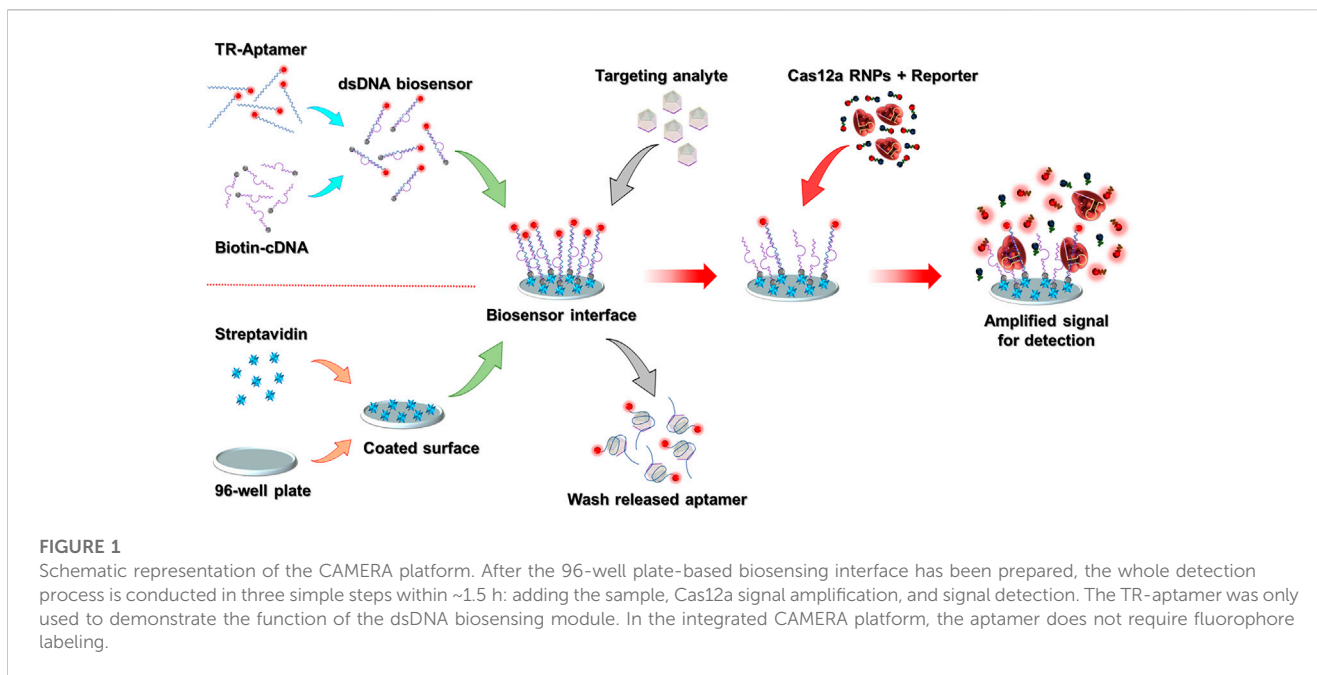 TR-Aptamer
dsDNA biosensor
Targeting analyte
Cas12a RNPs + Reporter
Biotin-cDNA
Biosensor interface
Amplified signal
for detection
Streptavidin
Coated surface
96-well plate
Wash released aptamer
FIGURE 1
Schematic representation of the CAMERA platform. After the 96-well plate-based biosensing interface has been prepared, the whole detection
process is conducted in three simple steps within ~1.5 h: adding the sample, Cas12a signal amplification, and signal detection. The TR-aptamer was only
used to demonstrate the function of the dsDNA biosensing module. In the integrated CAMERA platform, the aptamer does not require fluorophore
labeling.